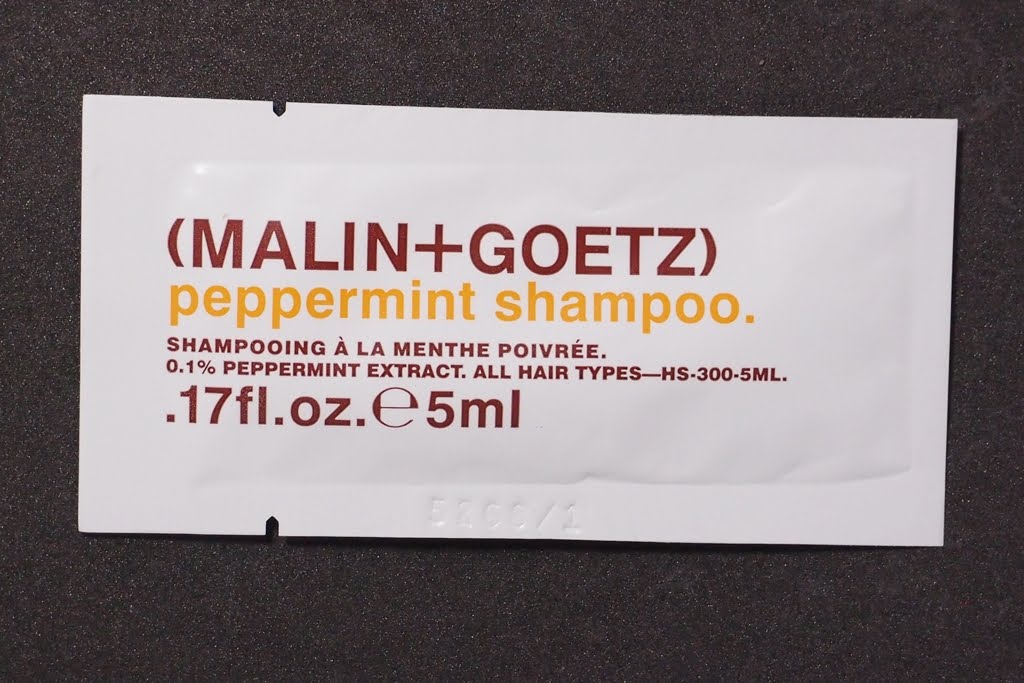 (MALIN+GOETZ)
peppermint shampoo.
SHAMPOOING À LA MENTHE POIVRÉE.
0.1% PEPPERMINT EXTRACT. ALL HAIR TYPES—HS-300-5ML.
.17fl.oz.℮5ml